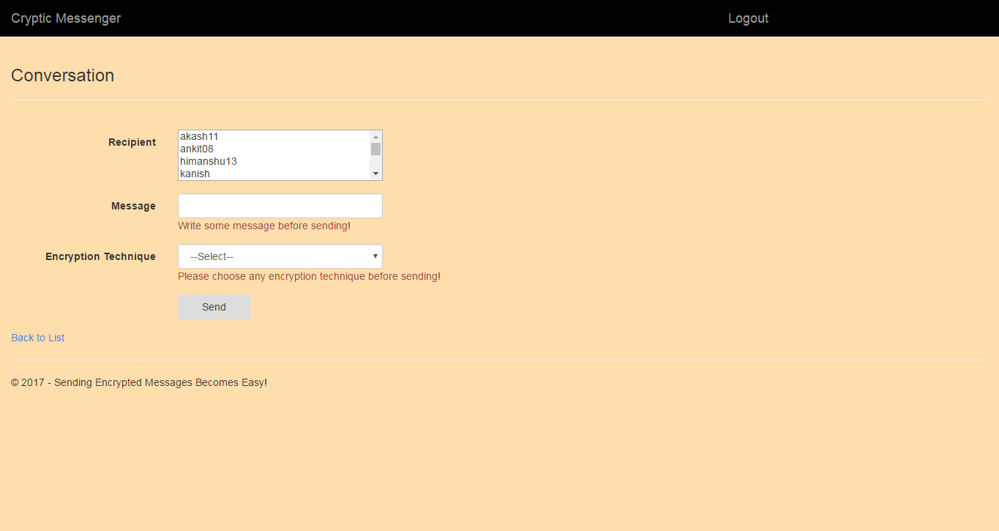 Cryptic Messenger
Logout
Conversation
Recipient
akash11
ankit08
himanshu13
kanish
Message
Write some message before sending!
Encryption Technique
--Select--
Please choose any encryption technique before sending!
Send
Back to List
© 2017 - Sending Encrypted Messages Becomes Easy!